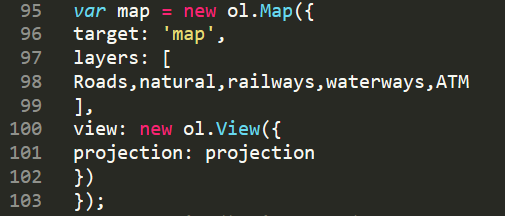 95 var map = new ol.Map({
96 target: 'map',
97 layers: [
98 Roads,natural,railways,waterways,ATM
99 ],
100 view: new ol.View({
101 projection: projection
102 })
103 });